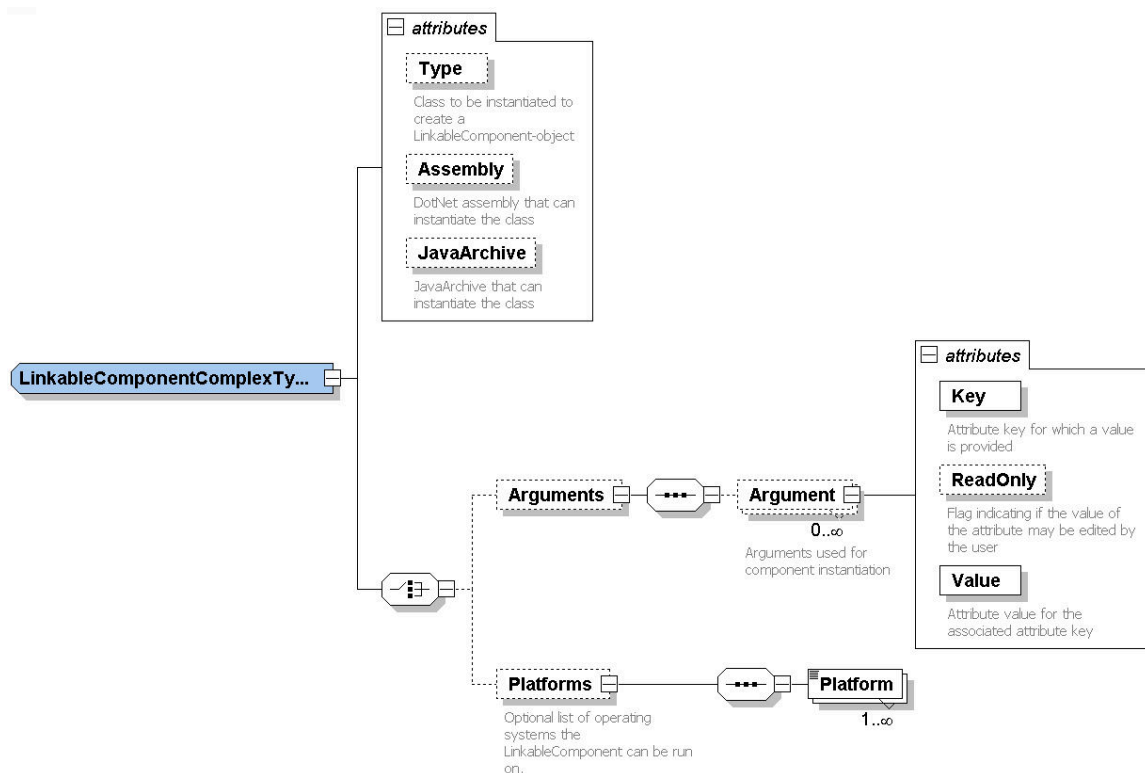 attributes
Type
Class to be instantiated to
create a
LinkableComponent-object
Assembly
DotNet assembly that can
instantiate the class
JavaArchive
JavaArchive that can
instantiate the class
LinkableComponentComplexTy...
attributes
Key
Attribute key for which a value
is provided
ReadOnly
Flag indicating if the value of
the attribute may be edited by
the user
Value
Attribute value for the
associated attribute key
Arguments
Argument
0..∞
Arguments used for
component instantiation
Platforms
Optional list of operating
systems the
LinkableComponent can be run
on.
Platform
1..∞